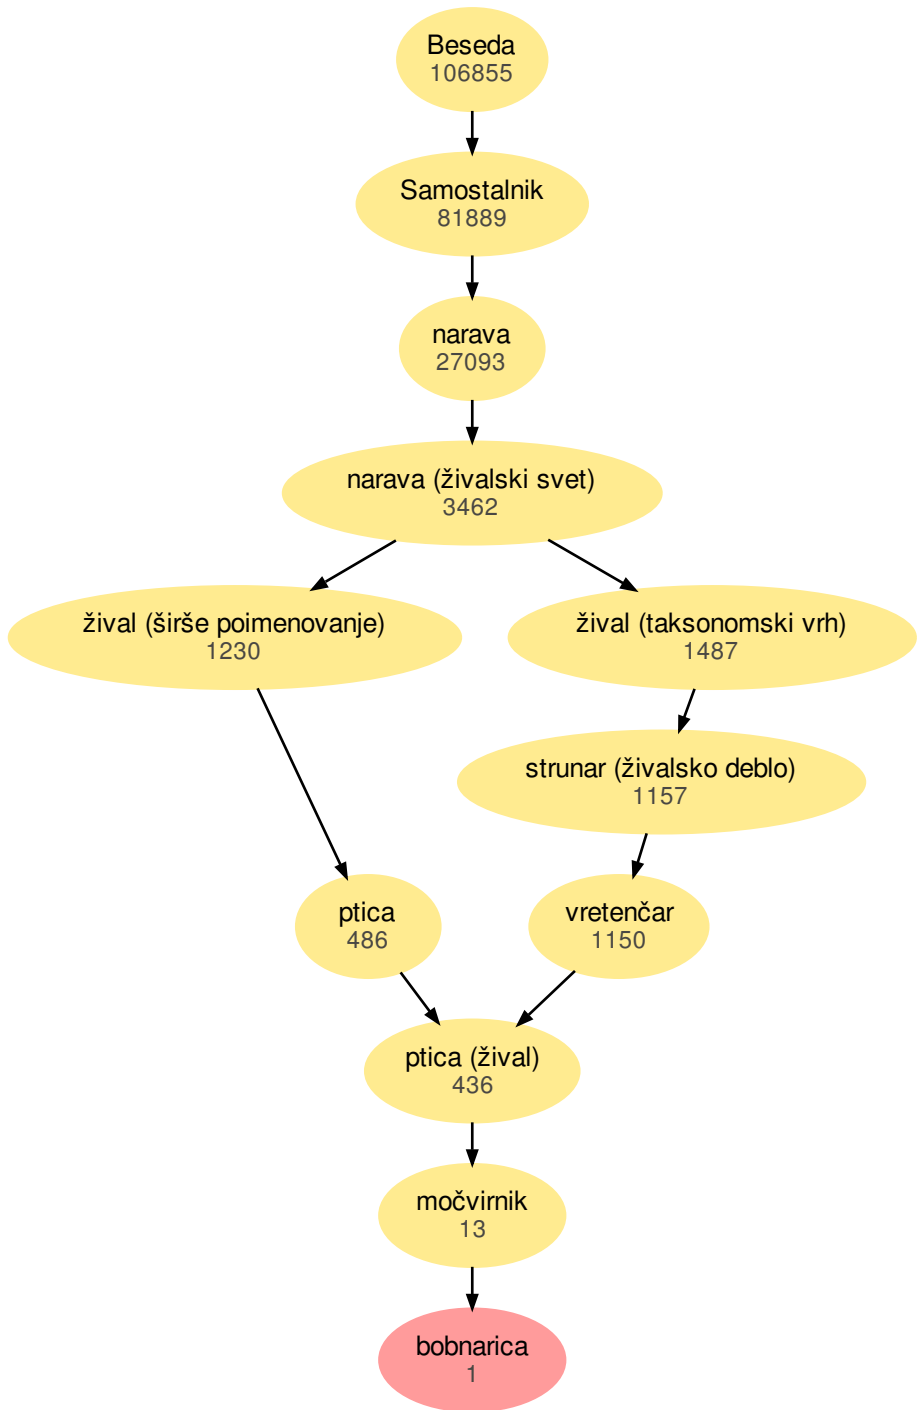 Beseda
106855
Samostalnik
81889
narava
27093
narava (živalski svet)
3462
žival (širše poimenovanje)
1230
žival (taksonomski vrh)
1487
strunar (živalsko deblo)
1157
ptica
486
vretenčar
1150
ptica (žival)
436
močvirnik
13
bobnarica
1